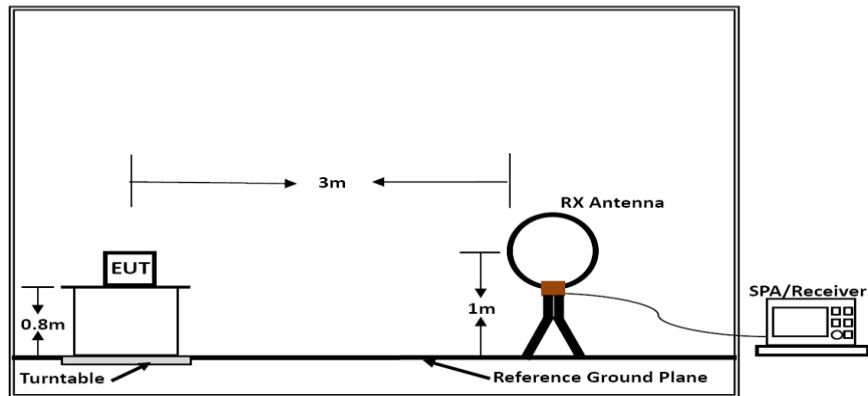 3m
RX Antenna
EUT
SPA/Receiver
0.8m
1m
Turntable
Reference Ground Plane